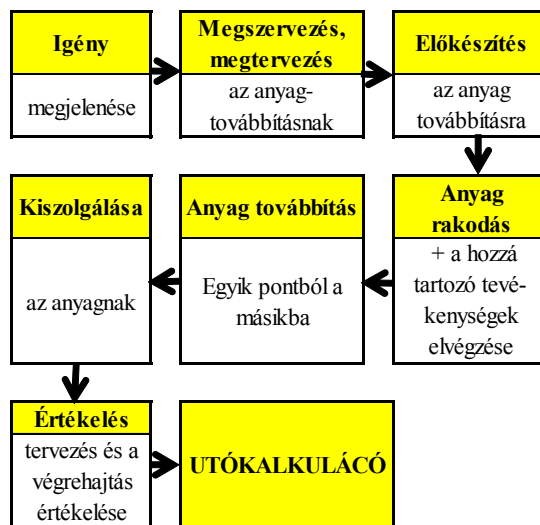 Igény
megjelenése
Megszervezés,
megtervezés
az anyag-
továbbításnak
Előkészítés
az anyag
továbbításra
Anyag
rakodás
+ a hozzá
tartozó tevé-
kenységek
elvégzése
Anyag továbbítás
Egyik pontból a
másikba
Kiszolgálása
az anyagnak
Értékelés
tervezés és a
végrehajtás
értékelése
UTÓKALKULÁCÓ